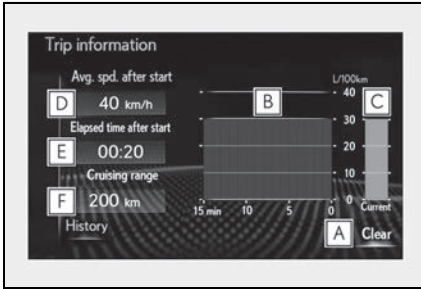 Trip information
Avg. spd. after start
D 40 km/h
Elapsed time after start
E 00:20
Cruising range
F 200 km
History
L/100km
B C
40
30
20
10
0
15 min 10 5 0 Current
A Clear